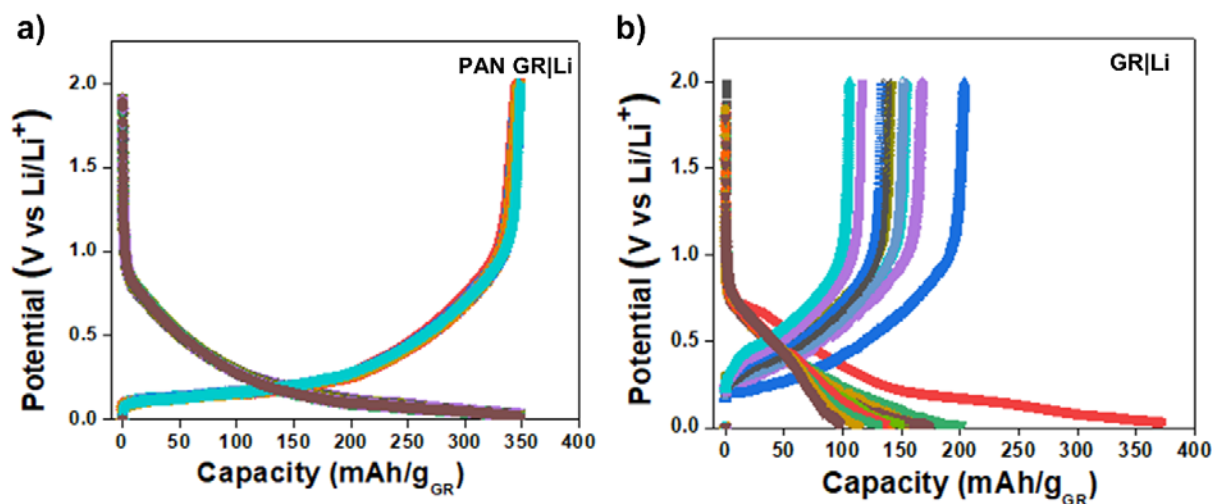 a)
PAN GR|Li
2.0
1.5
1.0
0.5
0.0
Potential (V vs Li/Li⁺)
0 50 100 150 200 250 300 350 400
Capacity (mAh/gGR)
b)
GR|Li
2.0
1.5
1.0
0.5
0.0
Potential (V vs Li/Li⁺)
0 50 100 150 200 250 300 350 400
Capacity (mAh/gGR)